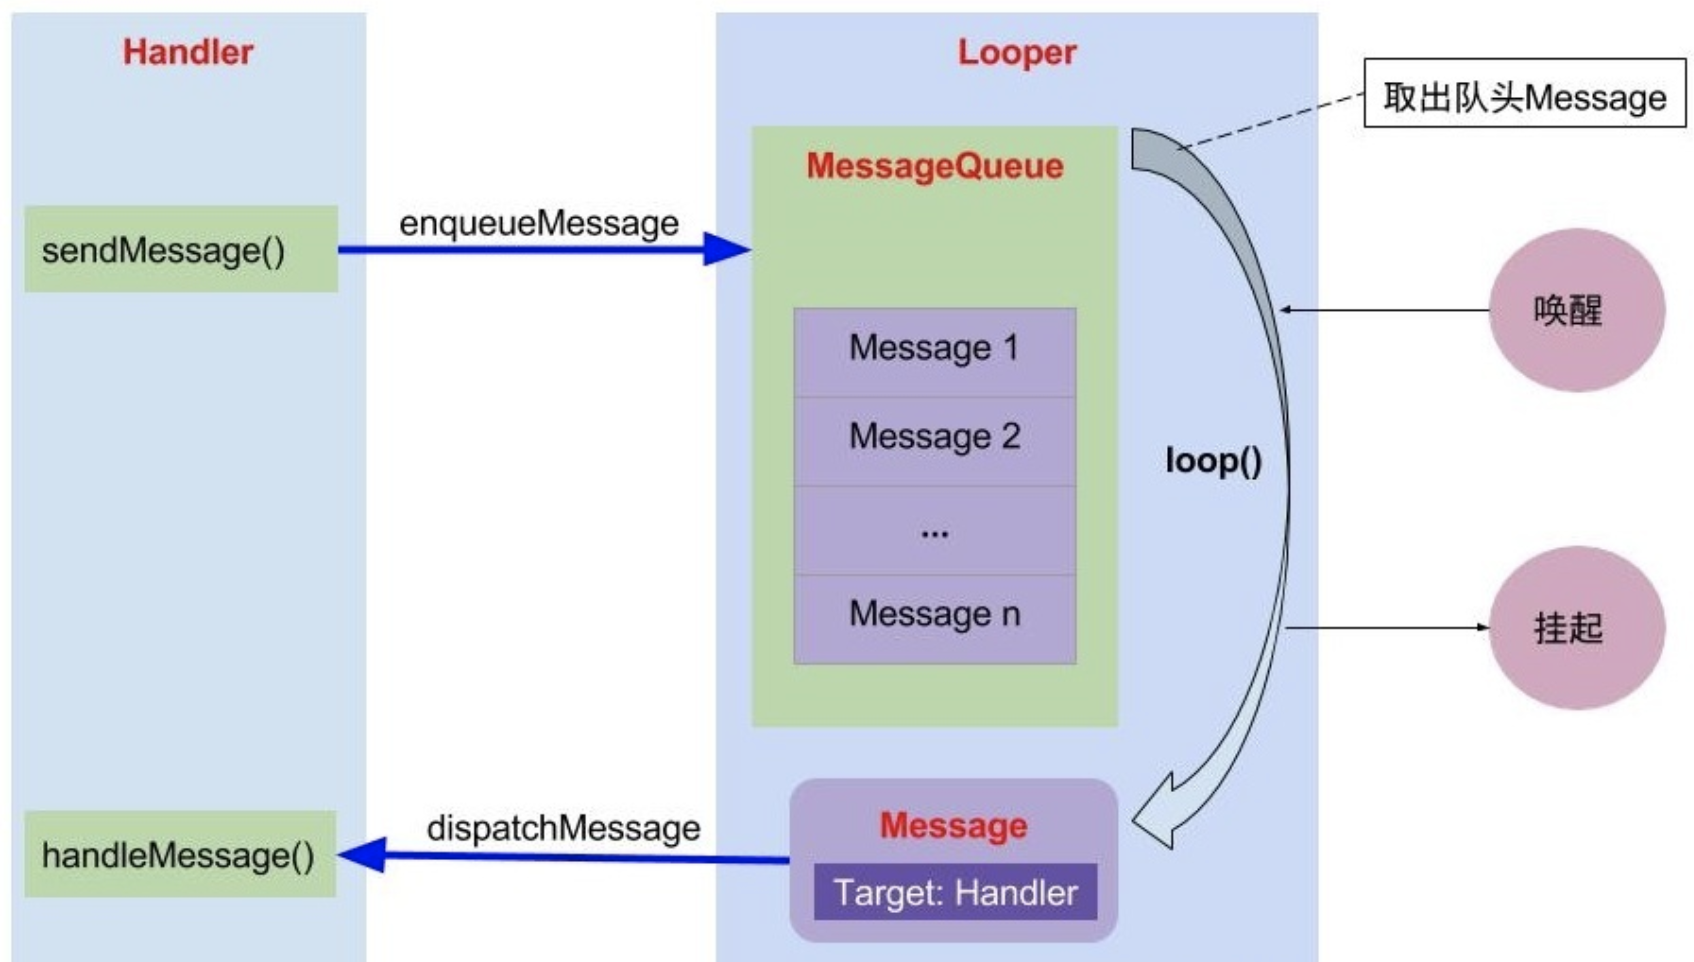 Handler
Looper
取出队头Message
MessageQueue
enqueueMessage
sendMessage()
唤醒
Message 1
Message 2
loop()
...
Message n
挂起
dispatchMessage
Message
handleMessage()
Target: Handler